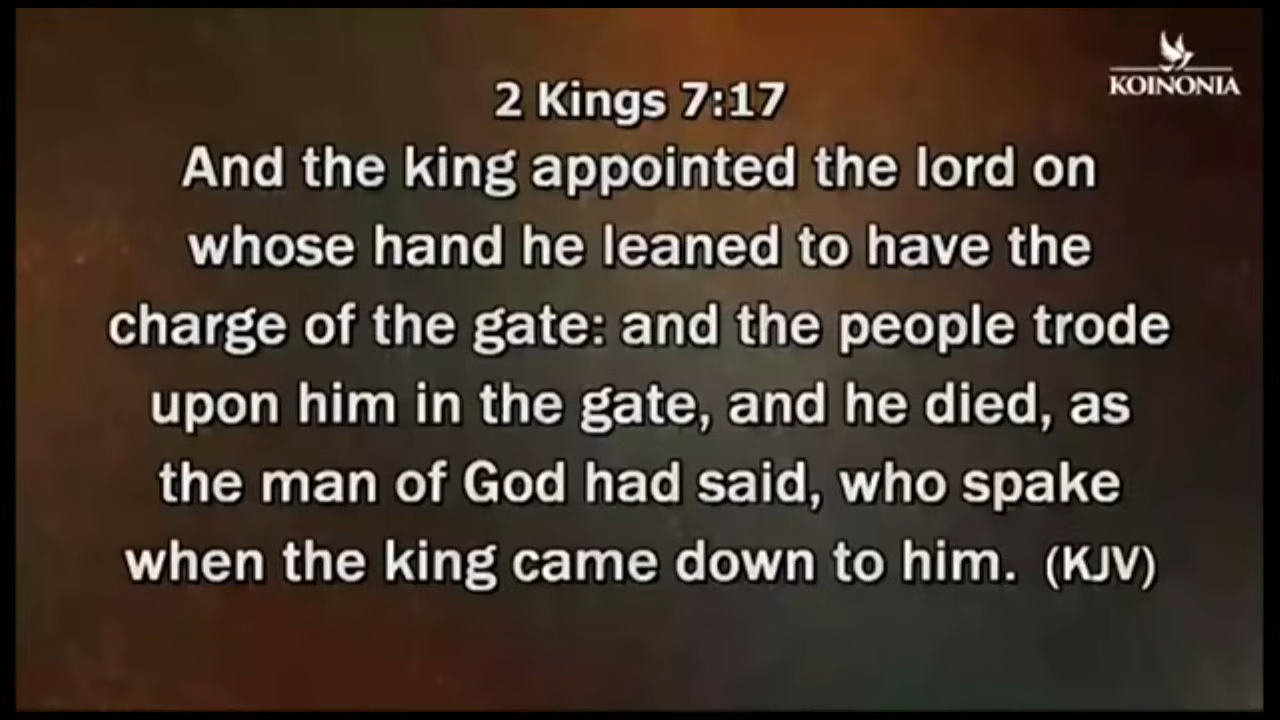 KOINONIA
2 Kings 7:17
And the king appointed the lord on
whose hand he leaned to have the
charge of the gate: and the people trode
upon him in the gate, and he died, as
the man of God had said, who spake
when the king came down to him. (KJV)